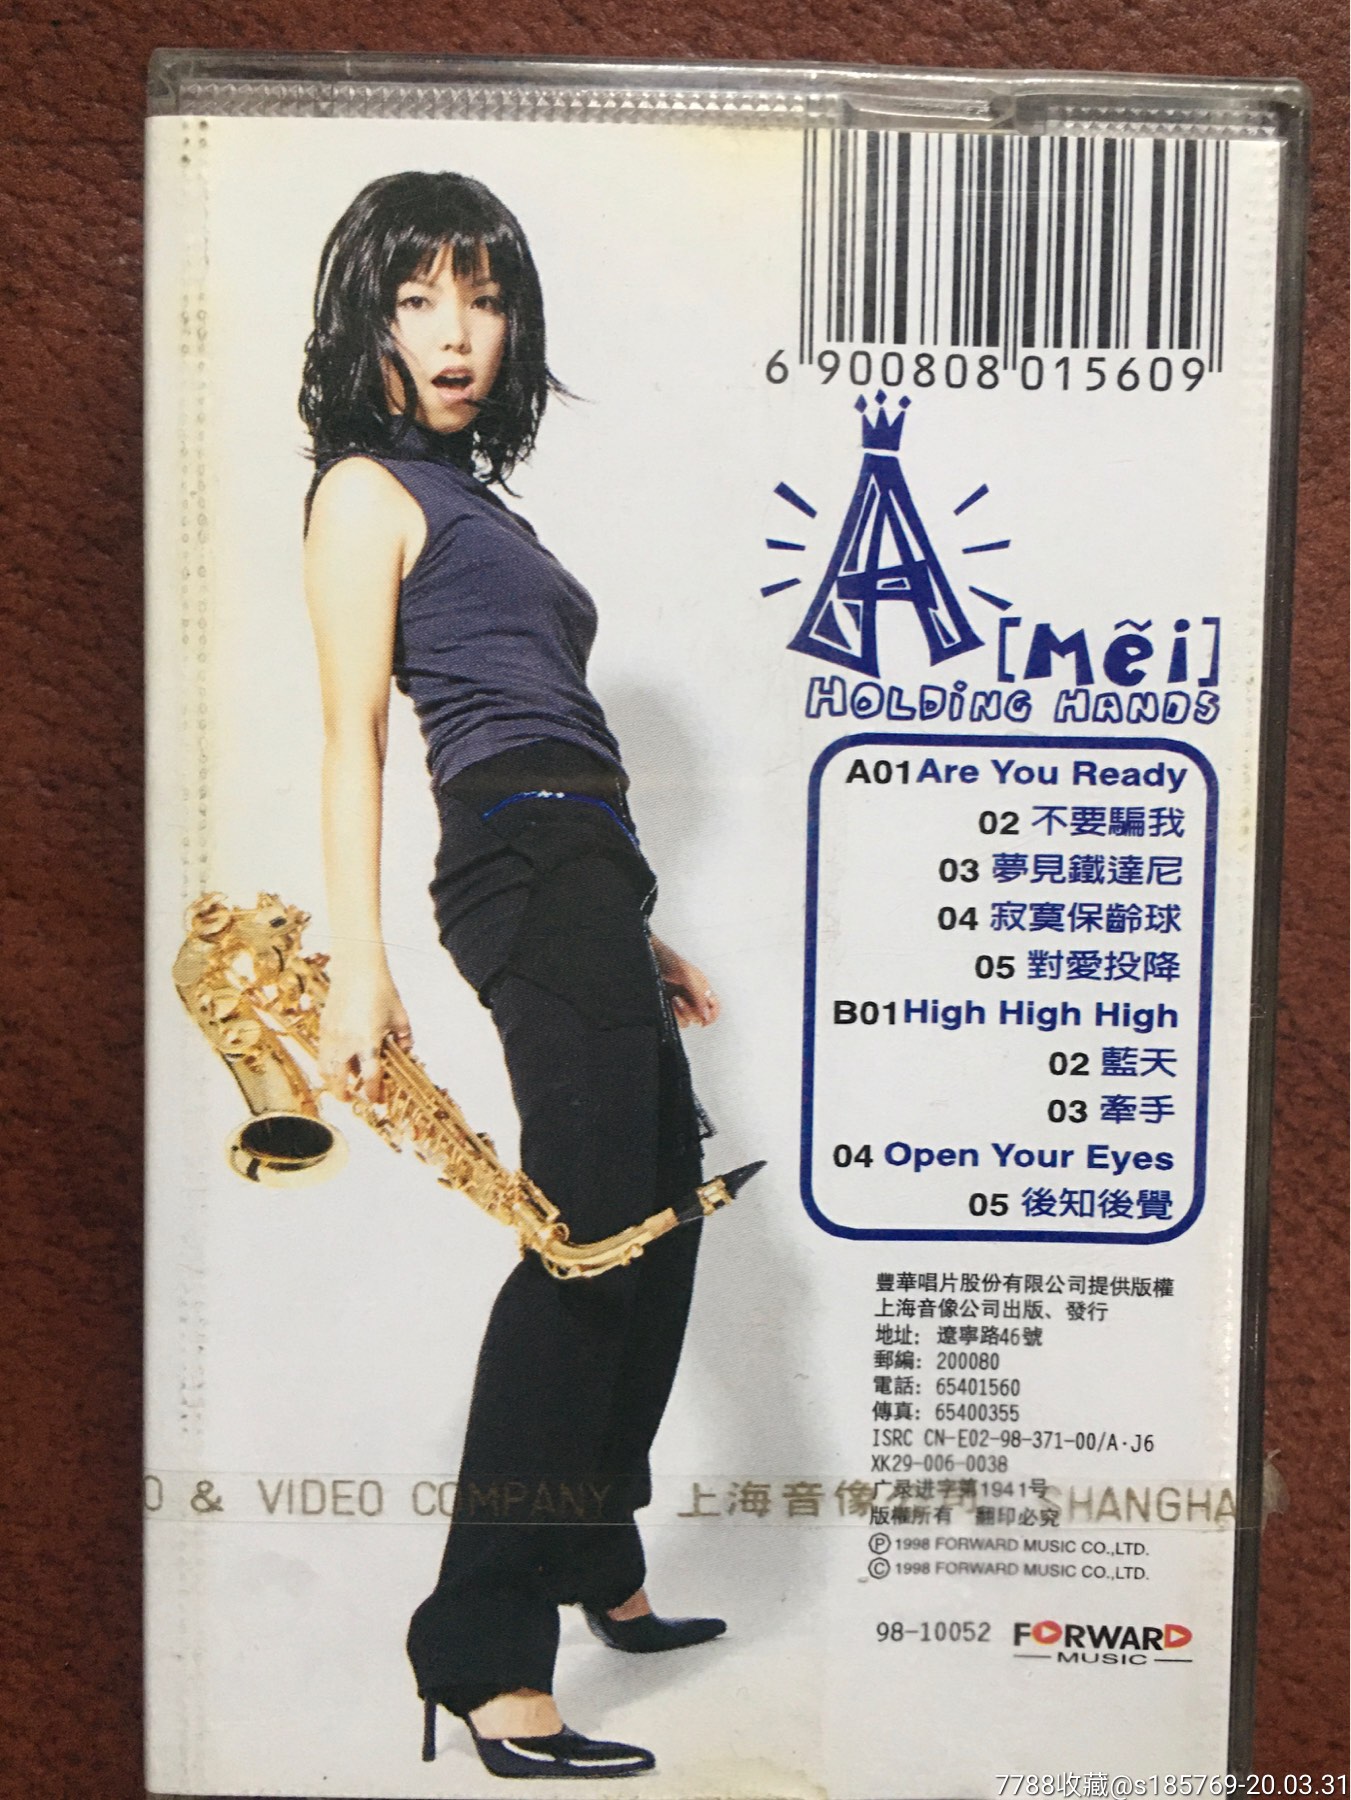 6 900808 015609
A [Mẽi]
HOLDiNG HANDS
A01 Are You Ready
02 不要騙我
03 夢見鐵達尼
04 寂寞保齡球
05 對愛投降
B01 High High High
02 藍天
03 牽手
04 Open Your Eyes
05 後知後覺
豐華唱片股份有限公司提供版權
上海音像公司出版、發行
地址: 遼寧路46號
郵編: 200080
電話: 65401560
傳真: 65400355
ISRC CN-E02-98-371-00/A·J6
XK29-006-0038
广录进字第1941号
O & VIDEO COMPANY 上海音像公司 SHANGHA
版權所有 翻印必究
Ⓟ 1998 FORWARD MUSIC CO.,LTD.
© 1998 FORWARD MUSIC CO.,LTD.
98-10052 FORWARD
MUSIC
7788收藏@s185769-20.03.31